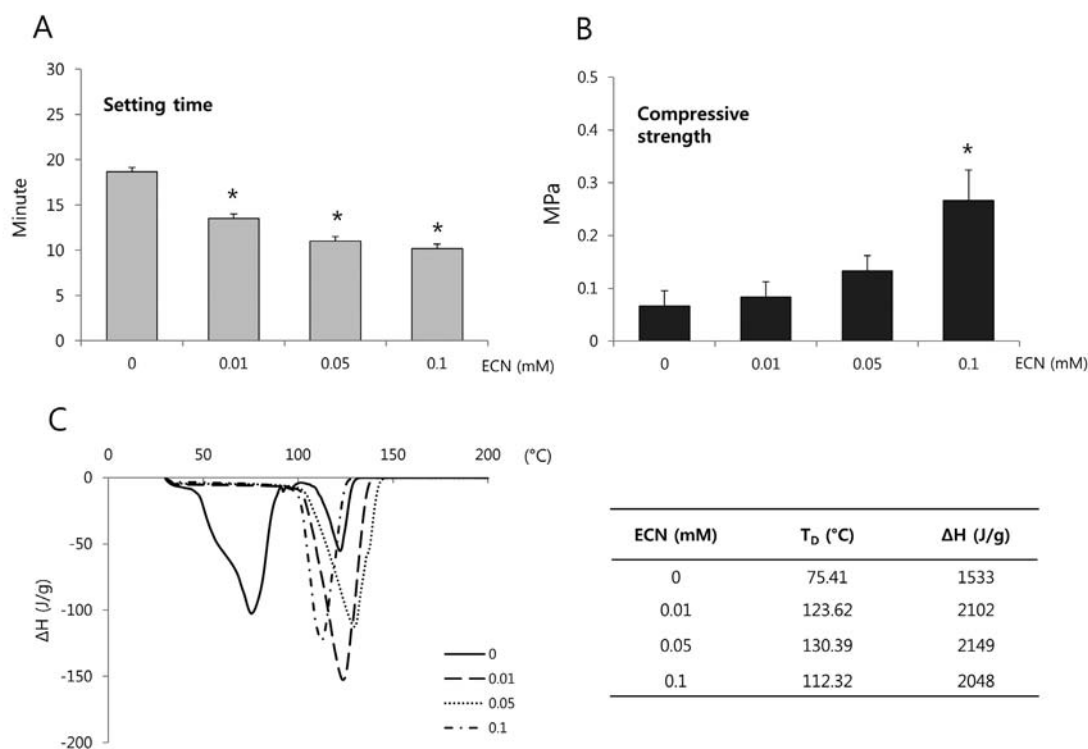 A
Setting time
Minute
30
25
20
15
10
5
0
*
*
*
0 0.01 0.05 0.1 ECN (mM)
B
Compressive
strength
MPa
0.5
0.4
0.3
0.2
0.1
0
*
0 0.01 0.05 0.1 ECN (mM)
C
0 50 100 150 200 (°C)
ΔH (J/g)
0
-50
-100
-150
-200
0
0.01
0.05
0.1
ECN (mM) TD (°C) ΔH (J/g)
0 75.41 1533
0.01 123.62 2102
0.05 130.39 2149
0.1 112.32 2048